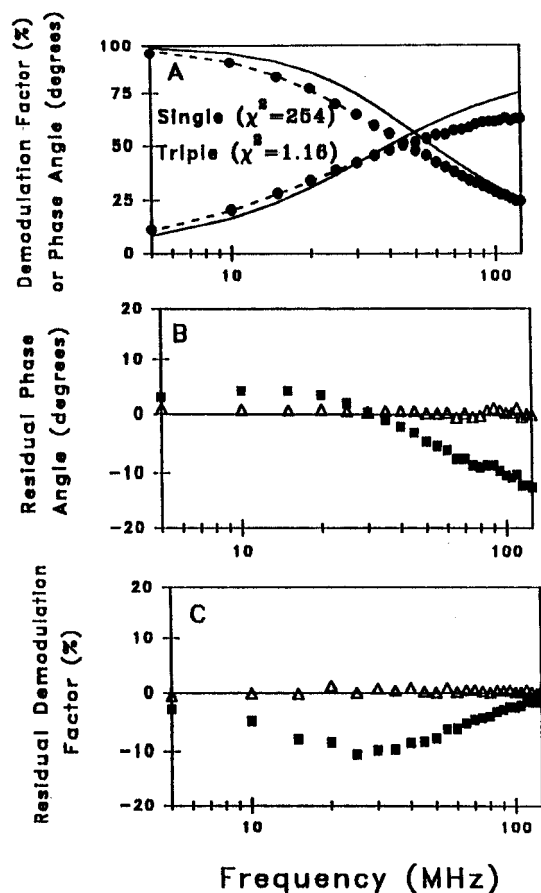 Demodulation Factor (%)
or Phase Angle (degrees)
100
75
50
25
0
A
Single (χ²=254)
Triple (χ²=1.16)
10
100
Residual Phase
Angle (degrees)
20
10
0
-10
-20
B
10
100
Residual Demodulation
Factor (%)
20
10
0
-10
-20
C
10
100
Frequency (MHz)